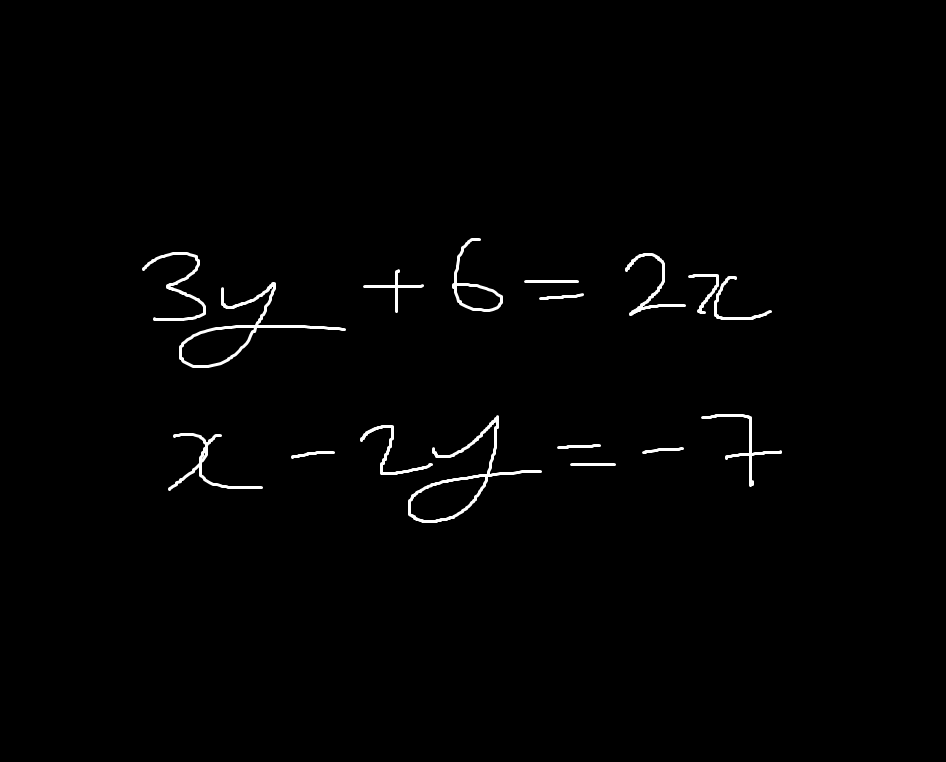 3y + 6 = 2x
x - 2y = -7